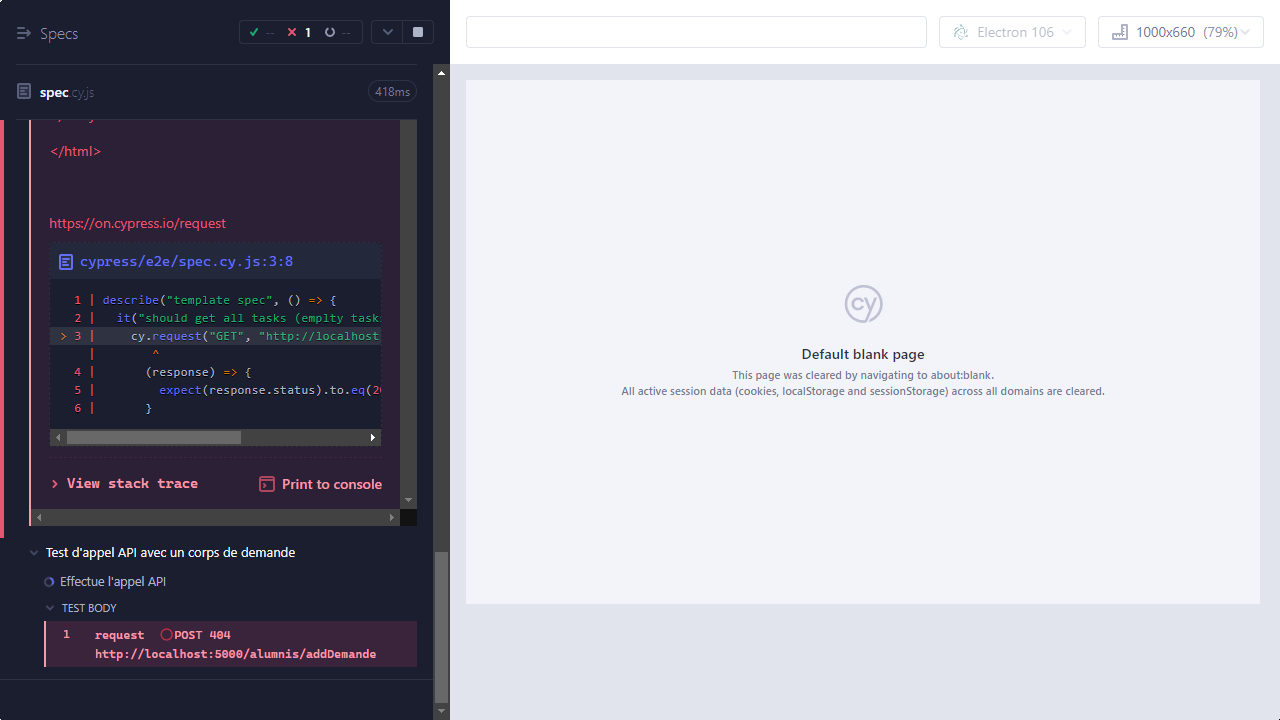 Specs
-- 1 --
Electron 106
1000x660 (79%)
spec.cy.js
418ms
</html>
https://on.cypress.io/request
cypress/e2e/spec.cy.js:3:8
1 | describe("template spec", () => {
2 | it("should get all tasks (emplty task
> 3 | cy.request("GET", "http://localhost
| ^
4 | (response) => {
5 | expect(response.status).to.eq(20
6 | }
> View stack trace
Print to console
Test d'appel API avec un corps de demande
Effectue l'appel API
TEST BODY
1 request POST 404
http://localhost:5000/alumnis/addDemande
cy
Default blank page
This page was cleared by navigating to about:blank.
All active session data (cookies, localStorage and sessionStorage) across all domains are cleared.